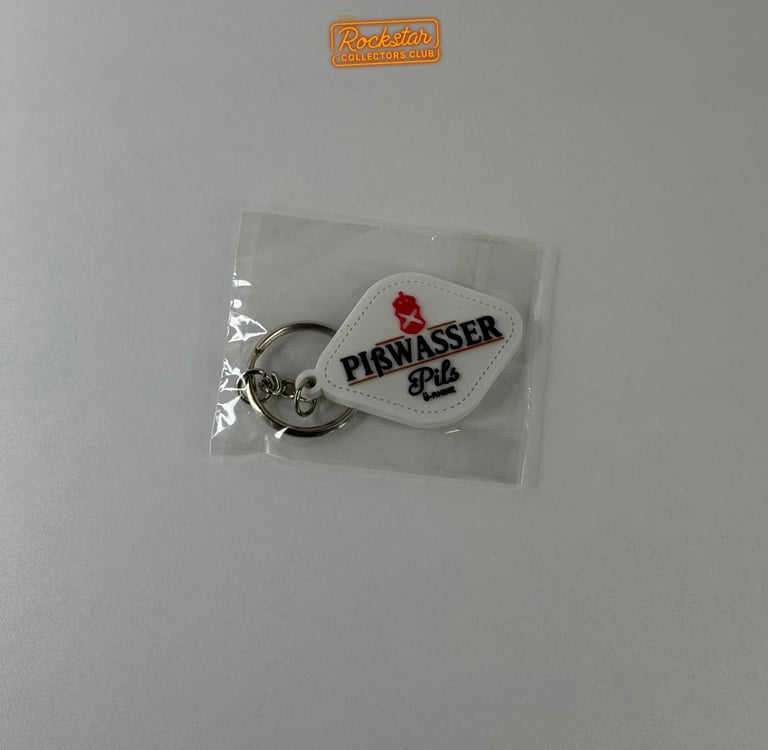 Rockstar
COLLECTORS CLUB
PIßWASSER
Pils